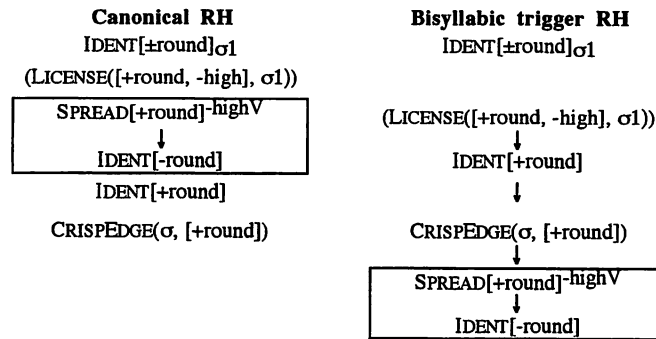 Canonical RH
IDENT[±round]σ1
(LICENSE([+round, -high], σ1))
SPREAD[+round]-highV
↓
IDENT[-round]
IDENT[+round]
CRISPEDGE(σ, [+round])
Bisyllabic trigger RH
IDENT[±round]σ1
(LICENSE([+round, -high], σ1))
↓
IDENT[+round]
↓
CRISPEDGE(σ, [+round])
↓
SPREAD[+round]-highV
↓
IDENT[-round]